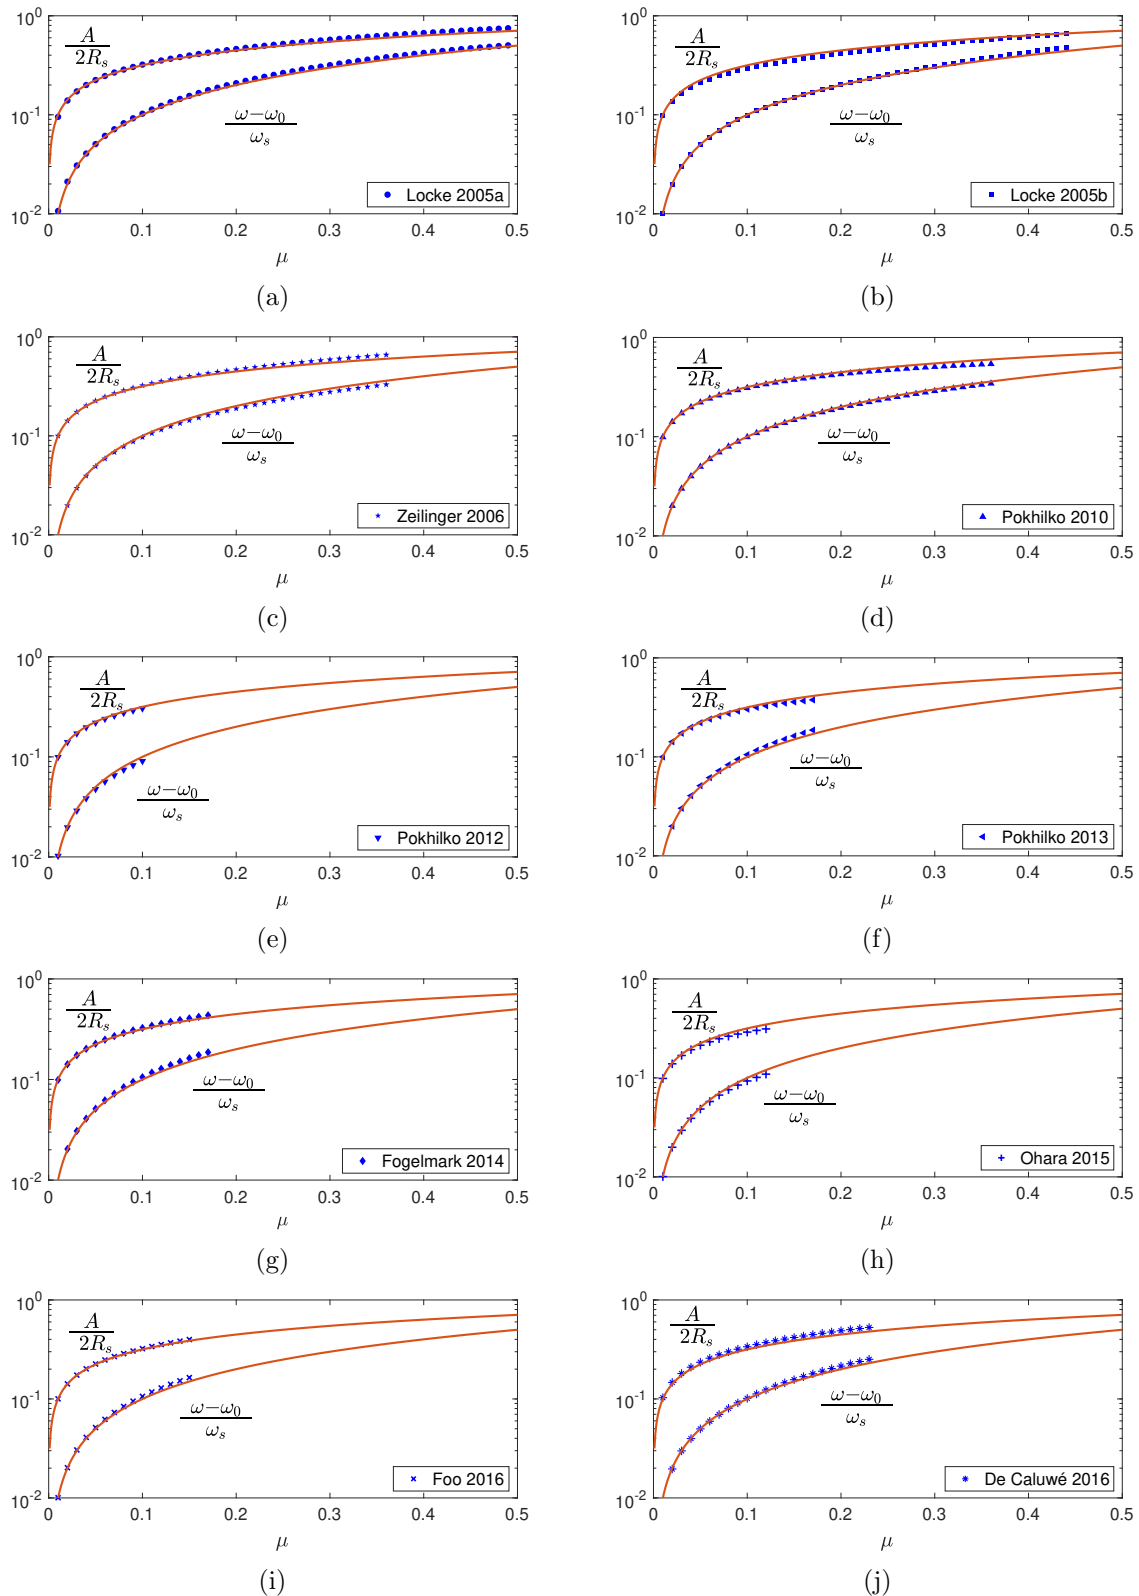 10^0
10^-1
10^-2
A
2R_s
ω−ω_0
ω_s
Locke 2005a
0 0.1 0.2 0.3 0.4 0.5
μ
(a)
10^0
10^-1
10^-2
A
2R_s
ω−ω_0
ω_s
Locke 2005b
0 0.1 0.2 0.3 0.4 0.5
μ
(b)
10^0
10^-1
10^-2
A
2R_s
ω−ω_0
ω_s
Zeilinger 2006
0 0.1 0.2 0.3 0.4 0.5
μ
(c)
10^0
10^-1
10^-2
A
2R_s
ω−ω_0
ω_s
Pokhilko 2010
0 0.1 0.2 0.3 0.4 0.5
μ
(d)
10^0
10^-1
10^-2
A
2R_s
ω−ω_0
ω_s
Pokhilko 2012
0 0.1 0.2 0.3 0.4 0.5
μ
(e)
10^0
10^-1
10^-2
A
2R_s
ω−ω_0
ω_s
Pokhilko 2013
0 0.1 0.2 0.3 0.4 0.5
μ
(f)
10^0
10^-1
10^-2
A
2R_s
ω−ω_0
ω_s
Fogelmark 2014
0 0.1 0.2 0.3 0.4 0.5
μ
(g)
10^0
10^-1
10^-2
A
2R_s
ω−ω_0
ω_s
Ohara 2015
0 0.1 0.2 0.3 0.4 0.5
μ
(h)
10^0
10^-1
10^-2
A
2R_s
ω−ω_0
ω_s
Foo 2016
0 0.1 0.2 0.3 0.4 0.5
μ
(i)
10^0
10^-1
10^-2
A
2R_s
ω−ω_0
ω_s
De Caluwé 2016
0 0.1 0.2 0.3 0.4 0.5
μ
(j)